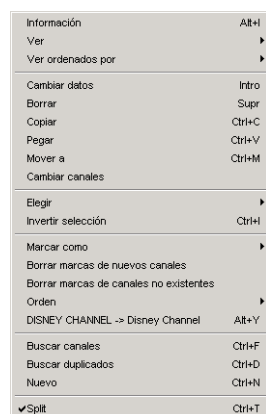 Información Alt+I
Ver
Ver ordenados por
Cambiar datos Intro
Borrar Supr
Copiar Ctrl+C
Pegar Ctrl+V
Mover a Ctrl+M
Cambiar canales
Elegir
Invertir selección Ctrl+I
Marcar como
Borrar marcas de nuevos canales
Borrar marcas de canales no existentes
Orden
DISNEY CHANNEL -> Disney Channel Alt+Y
Buscar canales Ctrl+F
Buscar duplicados Ctrl+D
Nuevo Ctrl+N
Split Ctrl+T